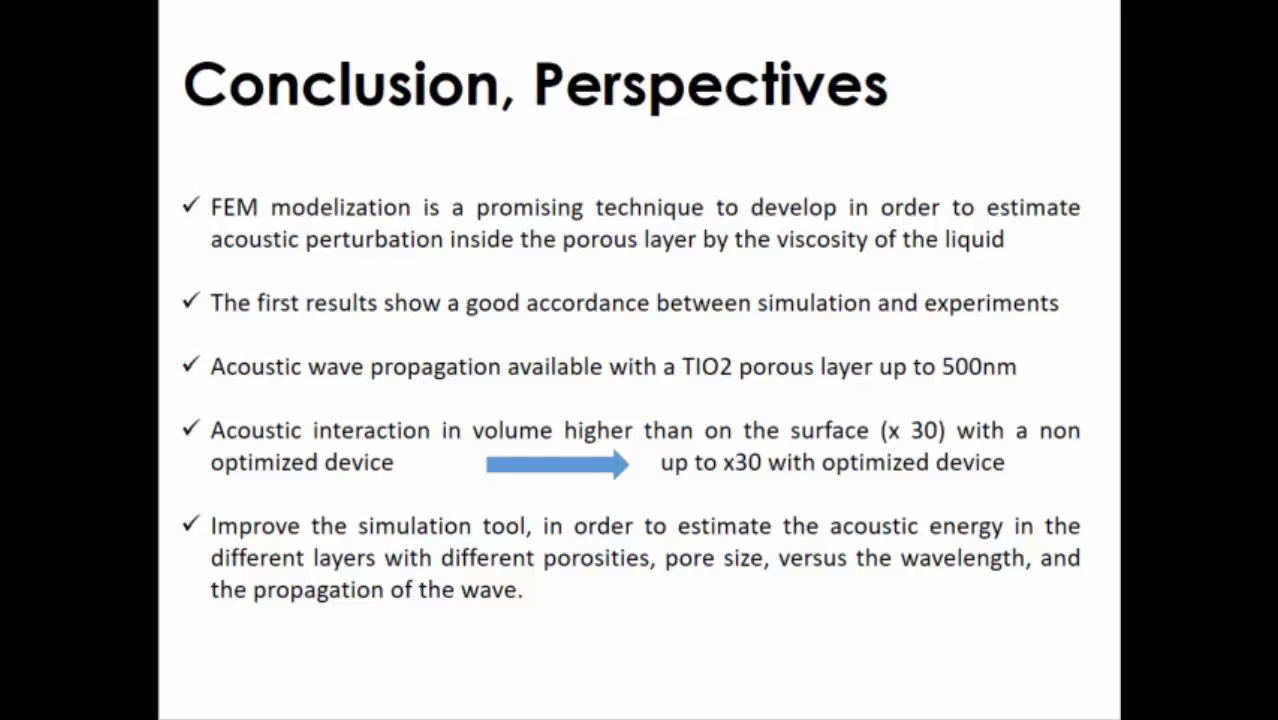 Conclusion, Perspectives
✓ FEM modelization is a promising technique to develop in order to estimate
acoustic perturbation inside the porous layer by the viscosity of the liquid
✓ The first results show a good accordance between simulation and experiments
✓ Acoustic wave propagation available with a TIO2 porous layer up to 500nm
✓ Acoustic interaction in volume higher than on the surface (x 30) with a non
optimized device up to x30 with optimized device
✓ Improve the simulation tool, in order to estimate the acoustic energy in the
different layers with different porosities, pore size, versus the wavelength, and
the propagation of the wave.